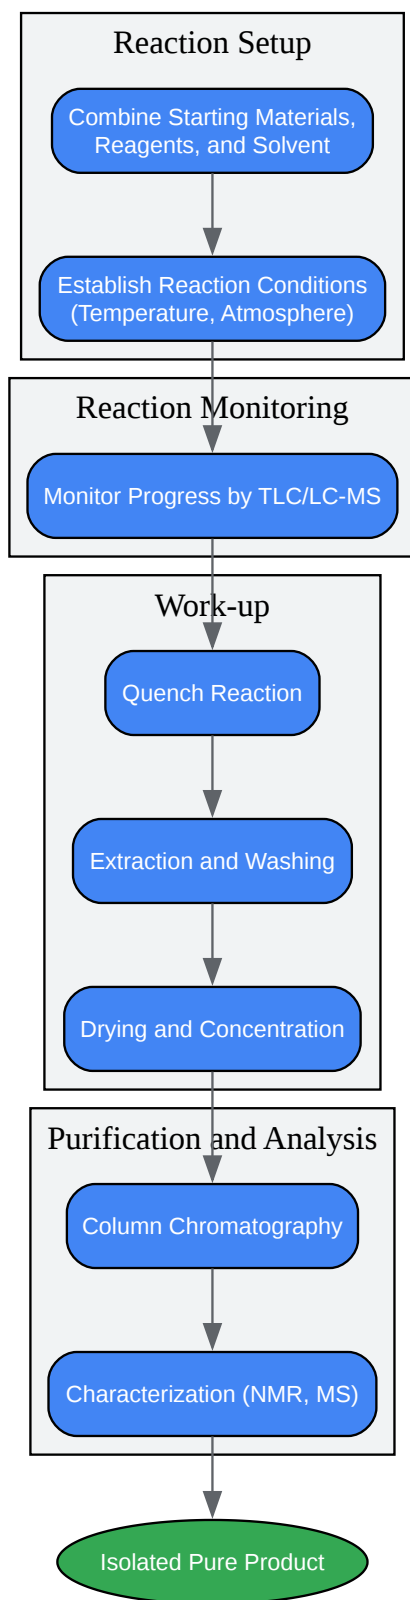 Reaction Setup
Combine Starting Materials,
Reagents, and Solvent
Establish Reaction Conditions
(Temperature, Atmosphere)
Reaction Monitoring
Monitor Progress by TLC/LC-MS
Work-up
Quench Reaction
Extraction and Washing
Drying and Concentration
Purification and Analysis
Column Chromatography
Characterization (NMR, MS)
Isolated Pure Product